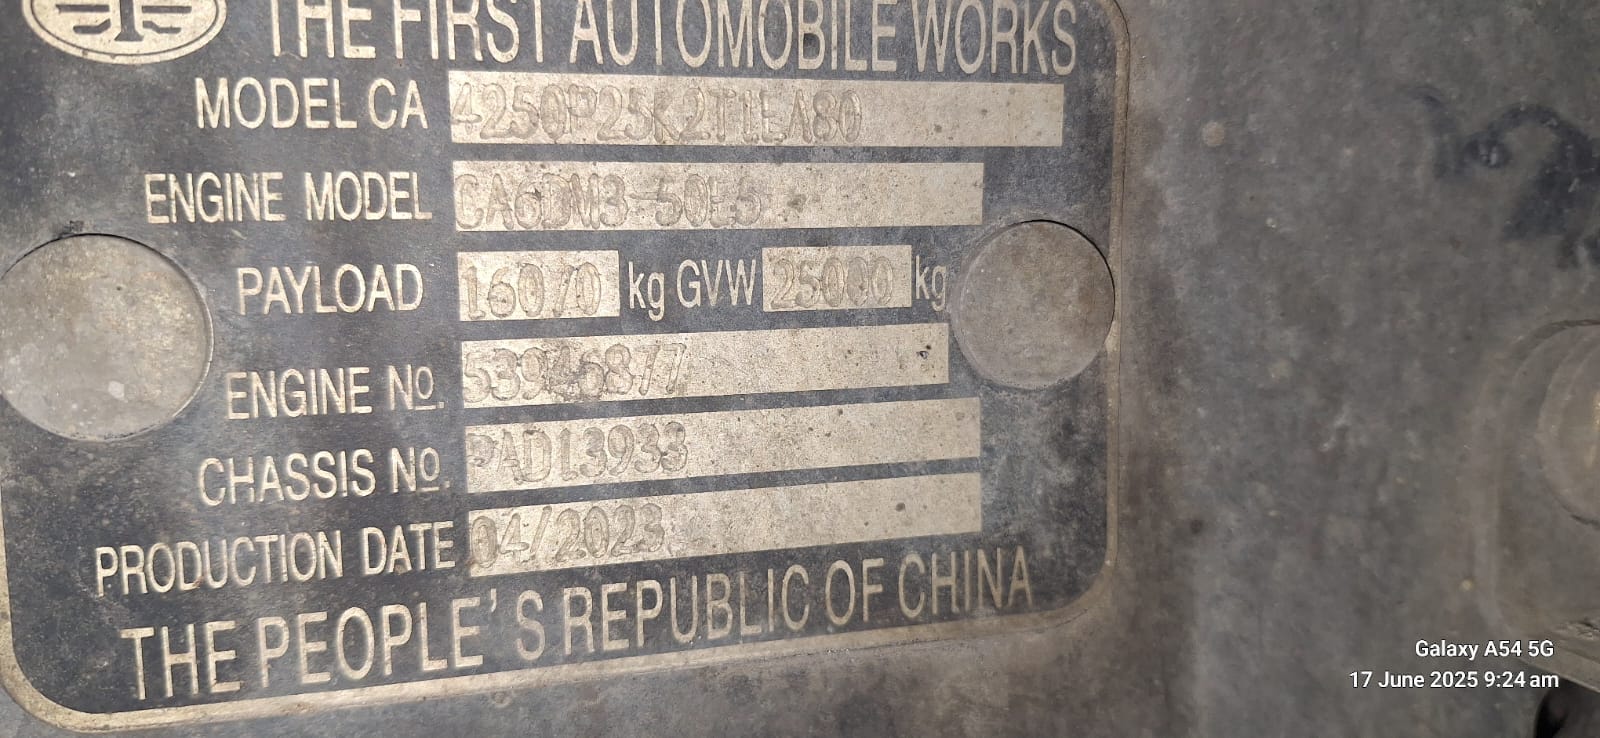 THE FIRST AUTOMOBILE WORKS
MODEL CA 4250P25K2T1EA80
ENGINE MODEL CA6DM3-50E5
PAYLOAD 16070 kg GVW 25000 kg
ENGINE No. 53946877
CHASSIS No. PAD13933
PRODUCTION DATE 04/2023
THE PEOPLE'S REPUBLIC OF CHINA
Galaxy A54 5G
17 June 2025 9:24 am